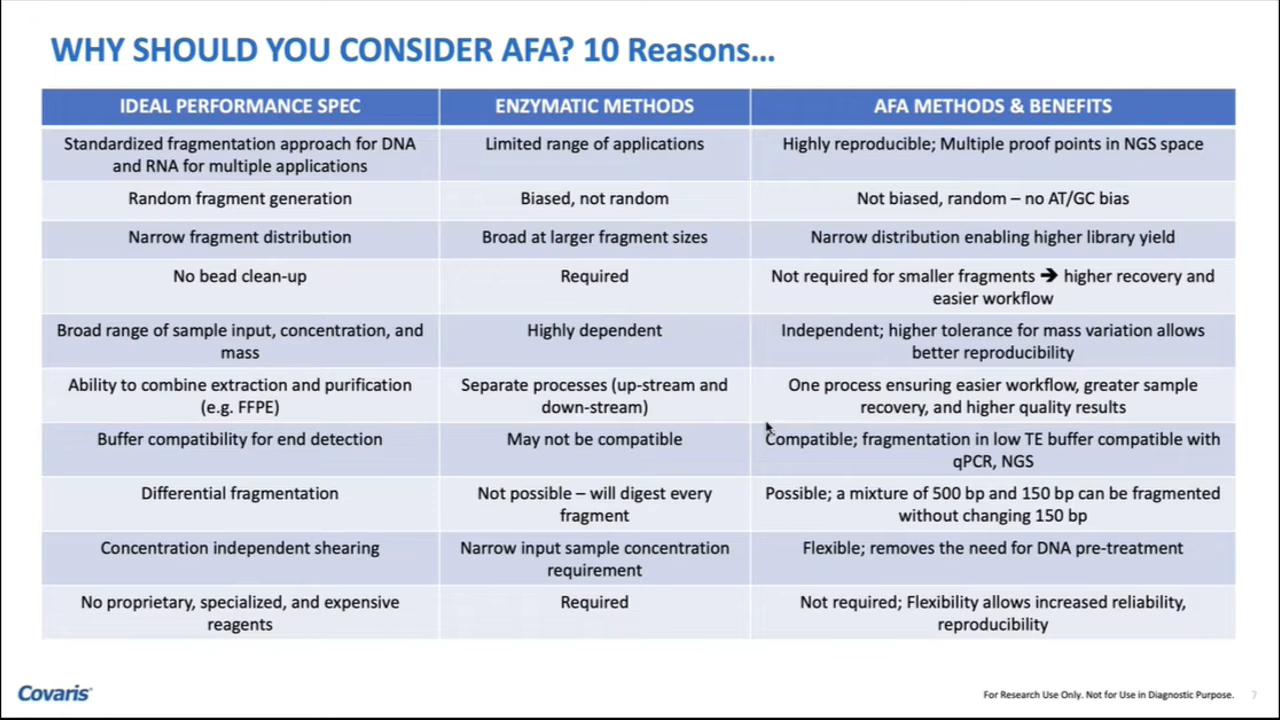 WHY SHOULD YOU CONSIDER AFA? 10 Reasons...
IDEAL PERFORMANCE SPEC
ENZYMATIC METHODS
AFA METHODS & BENEFITS
Standardized fragmentation approach for DNA
and RNA for multiple applications
Limited range of applications
Highly reproducible; Multiple proof points in NGS space
Random fragment generation
Biased, not random
Not biased, random – no AT/GC bias
Narrow fragment distribution
Broad at larger fragment sizes
Narrow distribution enabling higher library yield
No bead clean-up
Required
Not required for smaller fragments ➔ higher recovery and
easier workflow
Broad range of sample input, concentration, and
mass
Highly dependent
Independent; higher tolerance for mass variation allows
better reproducibility
Ability to combine extraction and purification
(e.g. FFPE)
Separate processes (up-stream and
down-stream)
One process ensuring easier workflow, greater sample
recovery, and higher quality results
Buffer compatibility for end detection
May not be compatible
Compatible; fragmentation in low TE buffer compatible with
qPCR, NGS
Differential fragmentation
Not possible – will digest every
fragment
Possible; a mixture of 500 bp and 150 bp can be fragmented
without changing 150 bp
Concentration independent shearing
Narrow input sample concentration
requirement
Flexible; removes the need for DNA pre-treatment
No proprietary, specialized, and expensive
reagents
Required
Not required; Flexibility allows increased reliability,
reproducibility
Covaris®
For Research Use Only. Not for Use in Diagnostic Purpose.
7